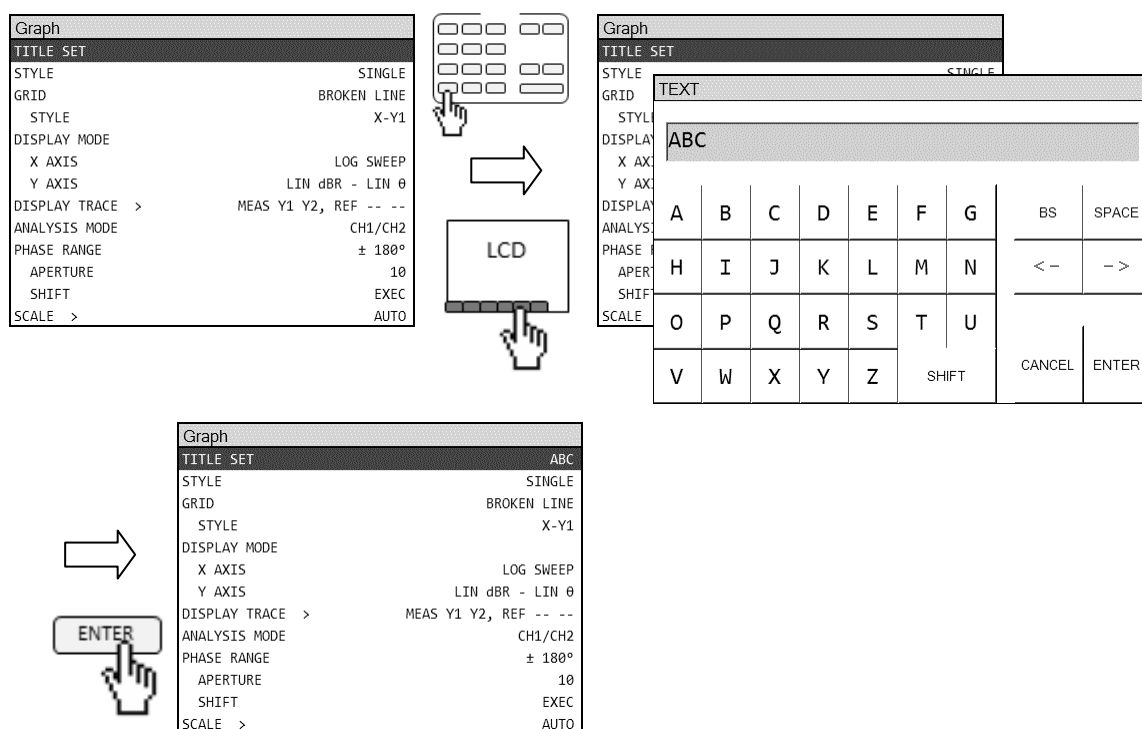 Graph
TITLE SET
STYLE SINGLE
GRID BROKEN LINE
STYLE X-Y1
DISPLAY MODE
X AXIS LOG SWEEP
Y AXIS LIN dBR - LIN θ
DISPLAY TRACE > MEAS Y1 Y2, REF -- --
ANALYSIS MODE CH1/CH2
PHASE RANGE ± 180°
APERTURE 10
SHIFT EXEC
SCALE > AUTO
LCD
Graph
TITLE SET
STYLE SINGLE
GRID
STYL
DISPLA
X AX
Y AX
DISPLA
ANALYS
PHASE
APER
SHIF
SCALE
TEXT
ABC
A B C D E F G BS SPACE
H I J K L M N <- ->
O P Q R S T U
V W X Y Z SHIFT CANCEL ENTER
ENTER
Graph
TITLE SET ABC
STYLE SINGLE
GRID BROKEN LINE
STYLE X-Y1
DISPLAY MODE
X AXIS LOG SWEEP
Y AXIS LIN dBR - LIN θ
DISPLAY TRACE > MEAS Y1 Y2, REF -- --
ANALYSIS MODE CH1/CH2
PHASE RANGE ± 180°
APERTURE 10
SHIFT EXEC
SCALE > AUTO